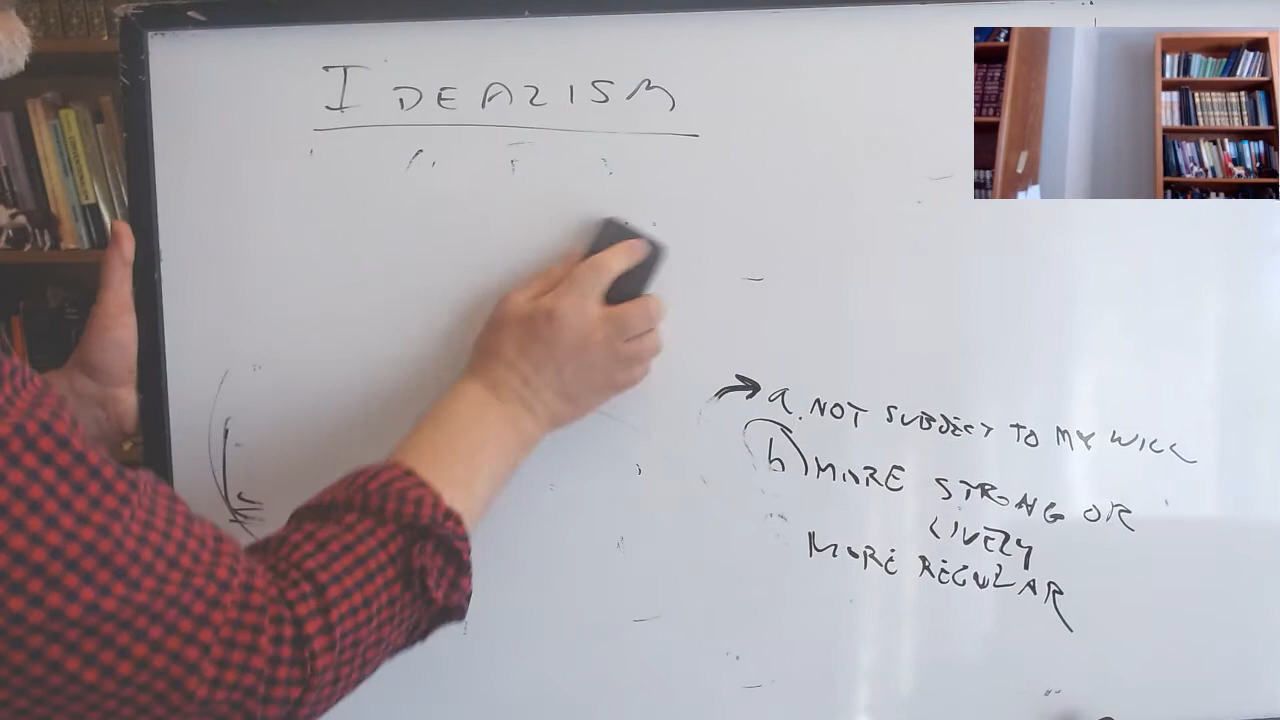 IDEALISM
a. NOT SUBJECT TO MY WILL
b) MORE STRONG OR
LIVELY
MORE REGULAR